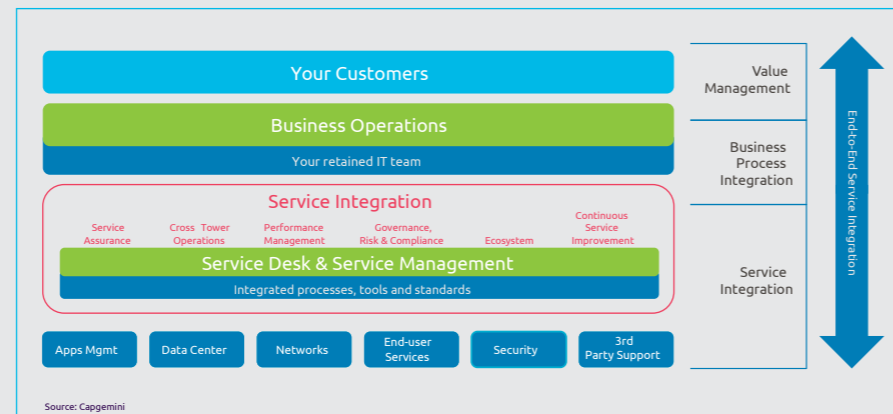 Your Customers
Business Operations
Your retained IT team
Service Integration
Service
Assurance
Cross Tower
Operations
Performance
Management
Governance,
Risk & Compliance
Ecosystem
Continuous
Service
Improvement
Service Desk & Service Management
Integrated processes, tools and standards
Apps Mgmt
Data Center
Networks
End-user
Services
Security
3rd
Party Support
Value
Management
Business
Process
Integration
Service
Integration
End-to-End Service Integration
Source: Capgemini